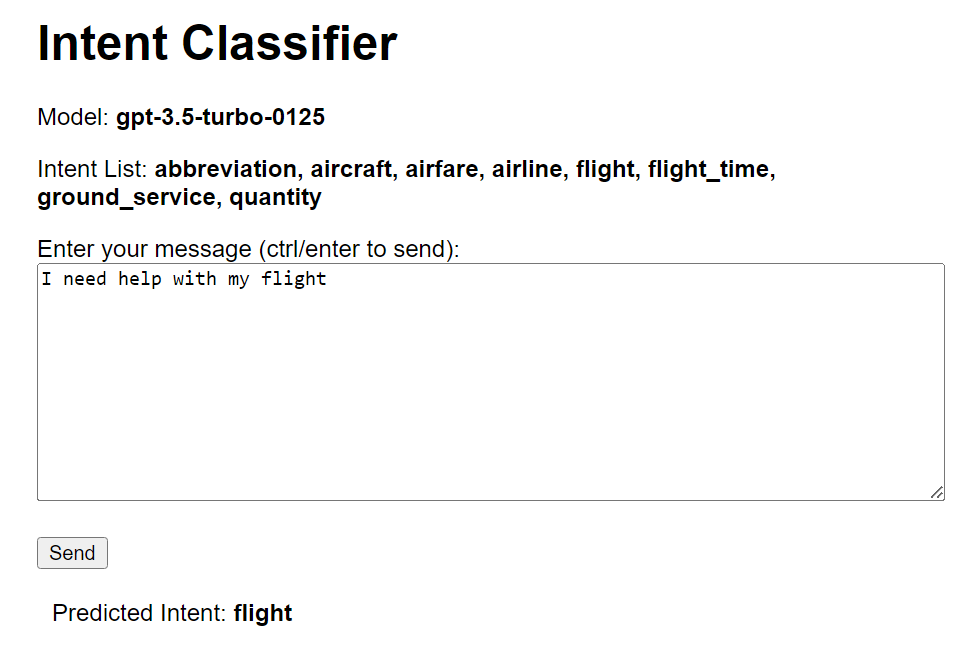 Intent Classifier
Model: gpt-3.5-turbo-0125
Intent List: abbreviation, aircraft, airfare, airline, flight, flight_time,
ground_service, quantity
Enter your message (ctrl/enter to send):
I need help with my flight
Send
Predicted Intent: flight